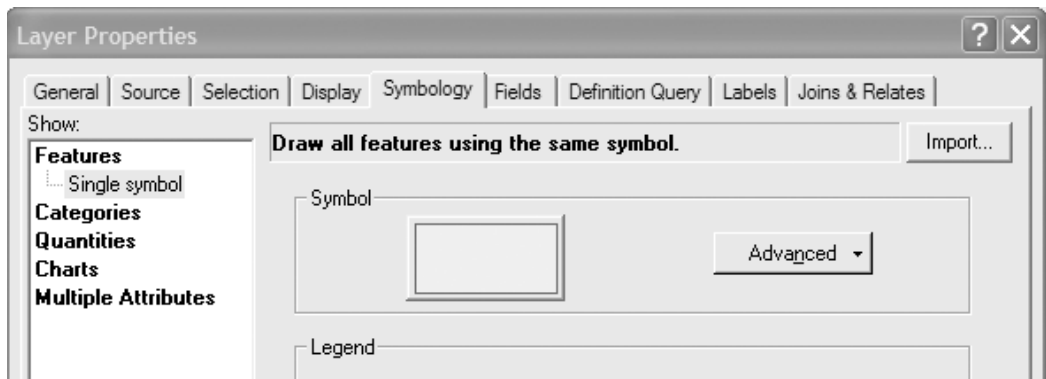 Layer Properties
General Source Selection Display Symbology Fields Definition Query Labels Joins & Relates
Show:
Features
Single symbol
Categories
Quantities
Charts
Multiple Attributes
Draw all features using the same symbol.
Import...
Symbol
Advanced
Legend